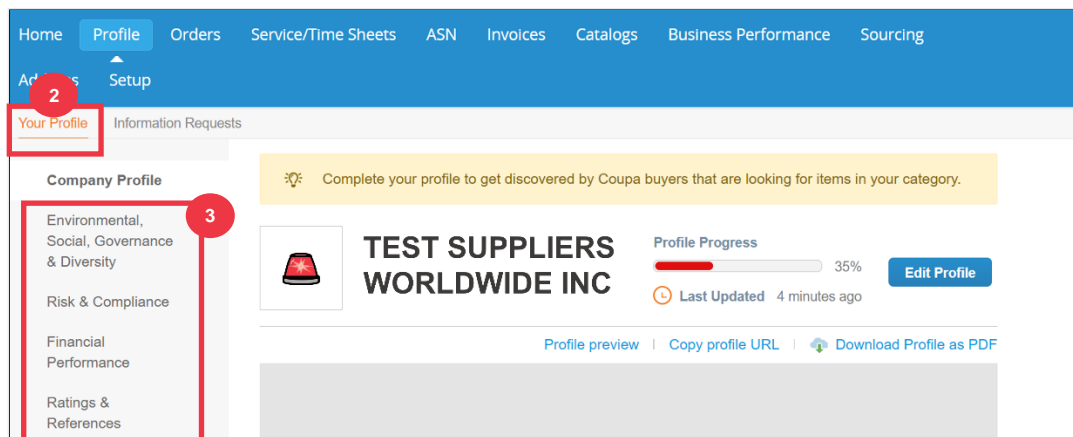 Home Profile Orders Service/Time Sheets ASN Invoices Catalogs Business Performance Sourcing
Setup
2
Your Profile Information Requests
Company Profile
Complete your profile to get discovered by Coupa buyers that are looking for items in your category.
3
Environmental,
Social, Governance
& Diversity
Risk & Compliance
Financial
Performance
Ratings &
References
TEST SUPPLIERS
WORLDWIDE INC
Profile Progress
35%
Last Updated 4 minutes ago
Edit Profile
Profile preview | Copy profile URL | Download Profile as PDF